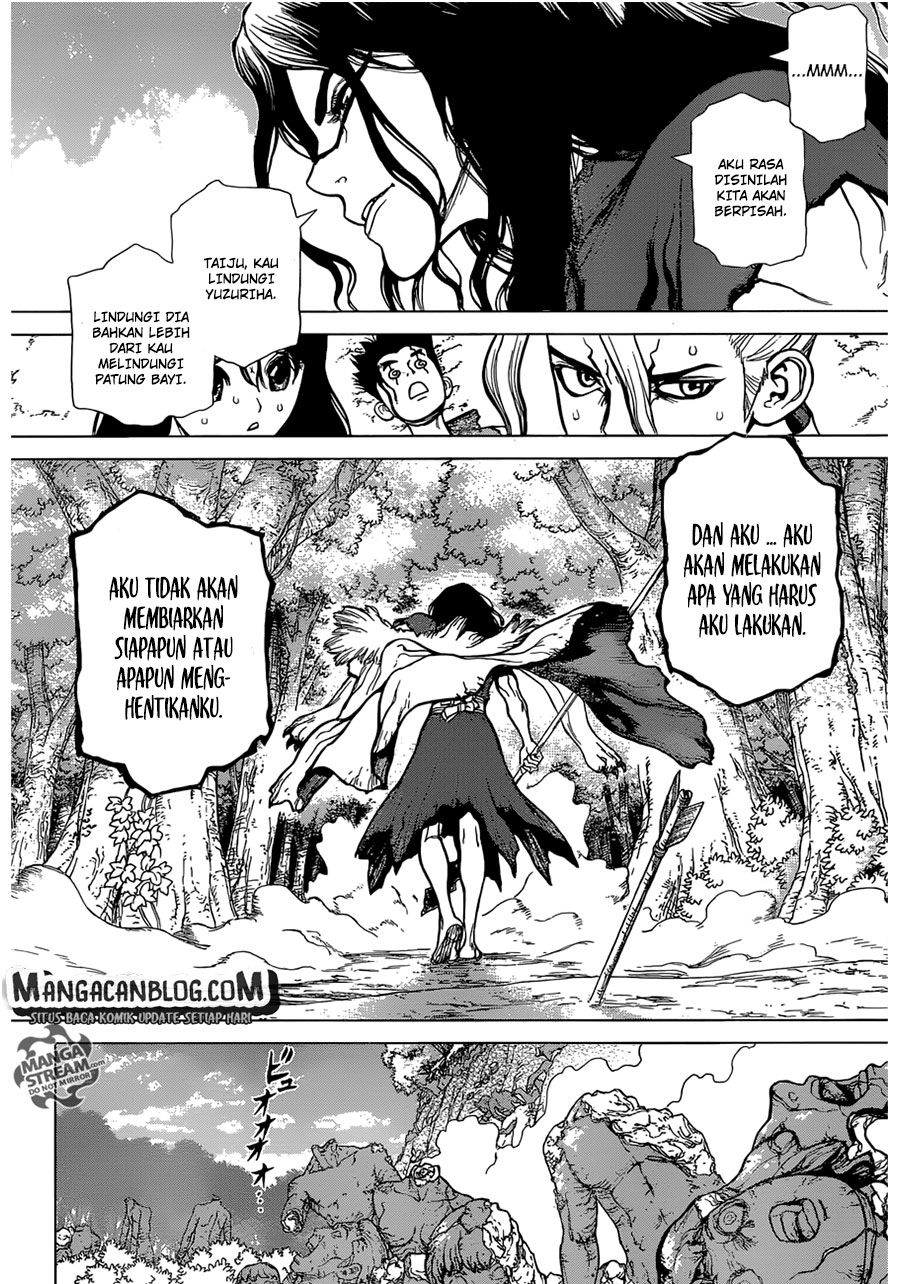 ...MMM...
AKU RASA
DISINILAH
KITA AKAN
BERPISAH.
TAIJU, KAU
LINDUNGI
YUZURIHA.
LINDUNGI DIA
BAHKAN LEBIH
DARI KAU
MELINDUNGI
PATUNG BAYI.
DAN AKU ... AKU
AKAN MELAKUKAN
APA YANG HARUS
AKU LAKUKAN.
AKU TIDAK AKAN
MEMBIARKAN
SIAPAPUN ATAU
APAPUN MENG-
HENTIKANKU.
MANGACANBLOG.COM
SITUS BACA KOMIK UPDATE SETIAP HARI
MANGA
STREAM.com
DO NOT MIRROR!
ビュオオオオ…